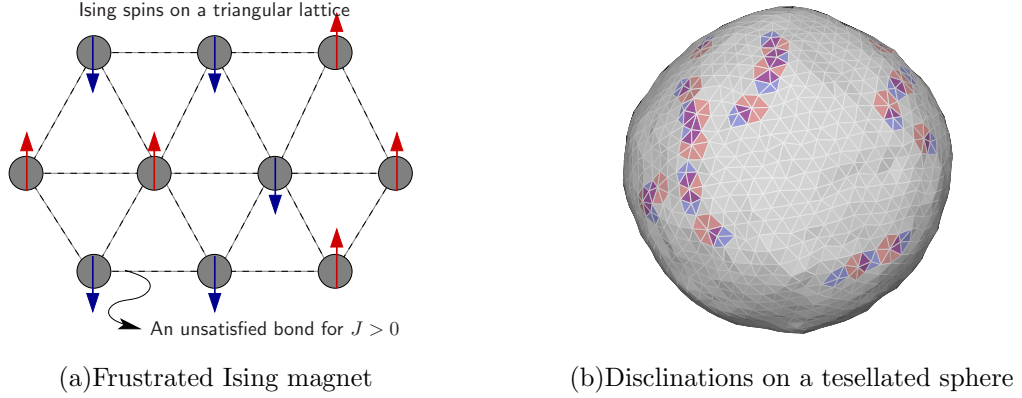 Ising spins on a triangular lattice
An unsatisfied bond for J > 0
(a)Frustrated Ising magnet
(b)Disclinations on a tesellated sphere